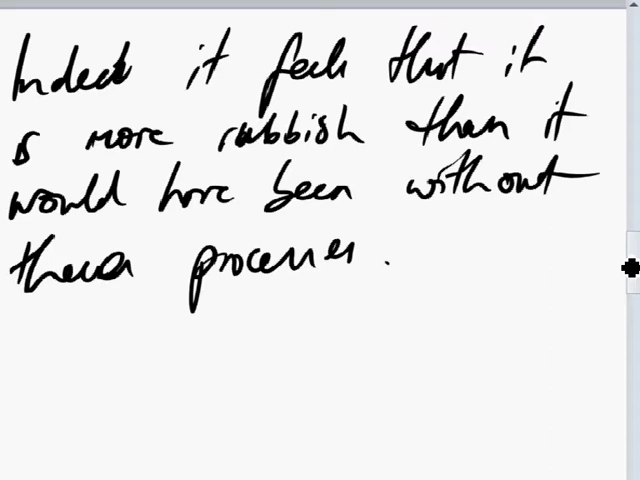 Indeed it feels that it
is more rubbish than it
would have been without
these processes.